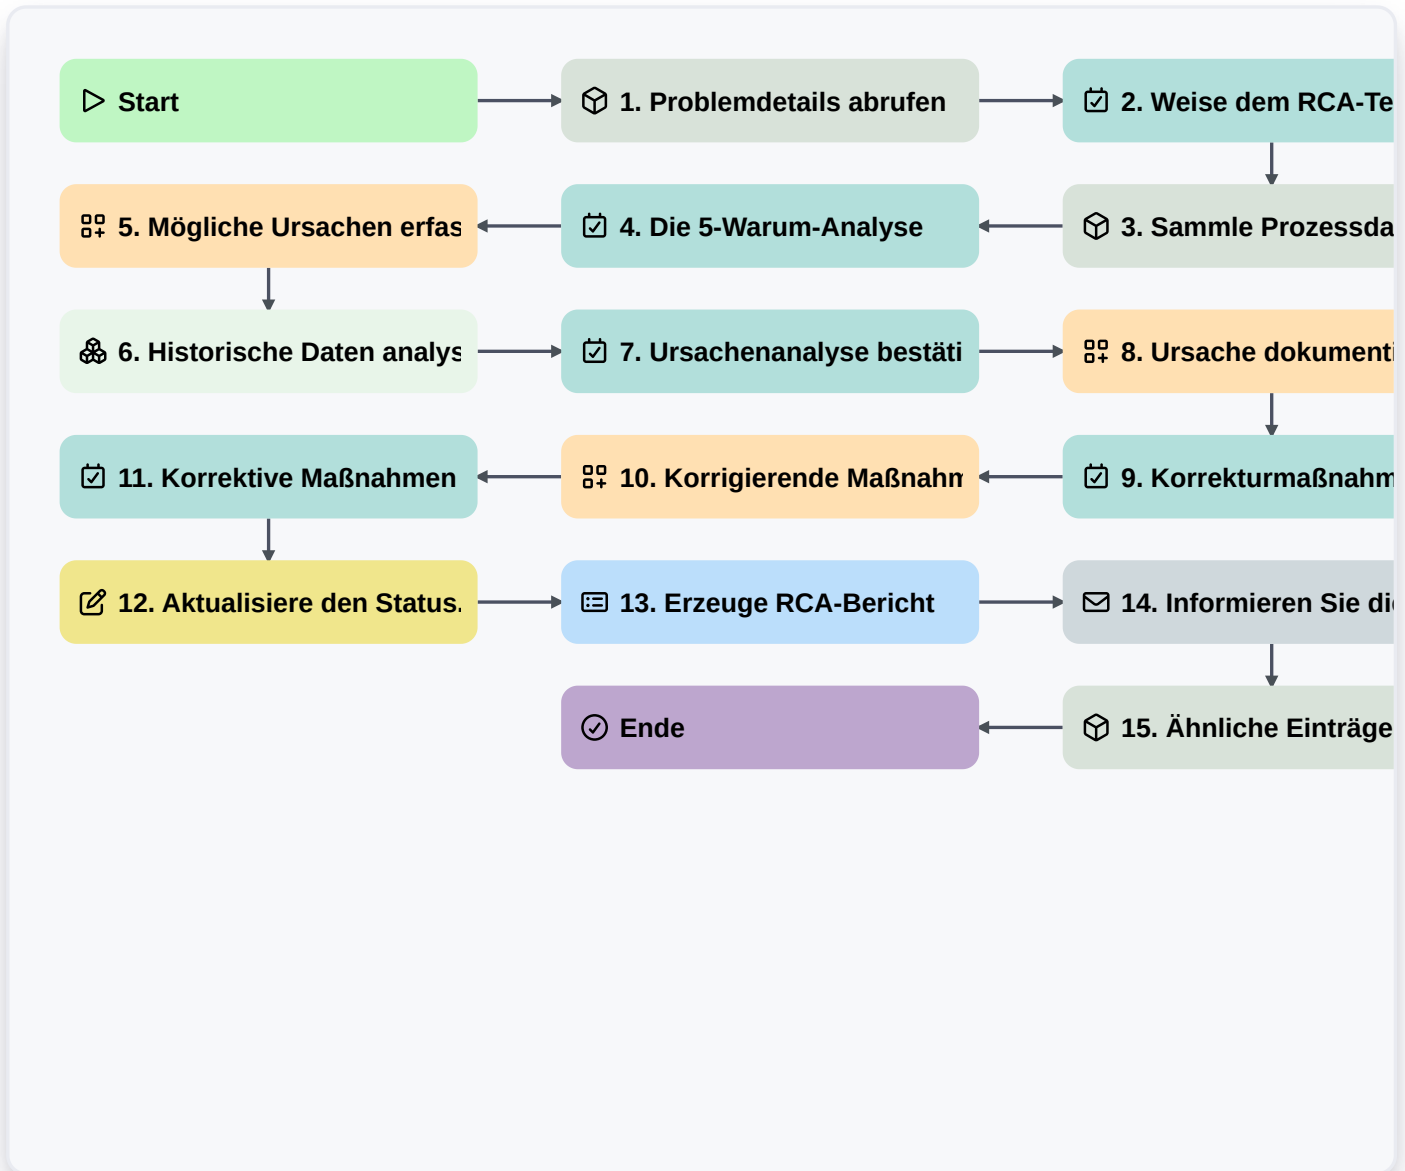 Start
1. Problemdetails abrufen
2. Weise dem RCA-Te
5. Mögliche Ursachen erfas
4. Die 5-Warum-Analyse
3. Sammle Prozessda
6. Historische Daten analys
7. Ursachenanalyse bestäti
8. Ursache dokumenti
11. Korrektive Maßnahmen
10. Korrigierende Maßnahm
9. Korrekturmaßnahm
12. Aktualisiere den Status.
13. Erzeuge RCA-Bericht
14. Informieren Sie die
Ende
15. Ähnliche Einträge